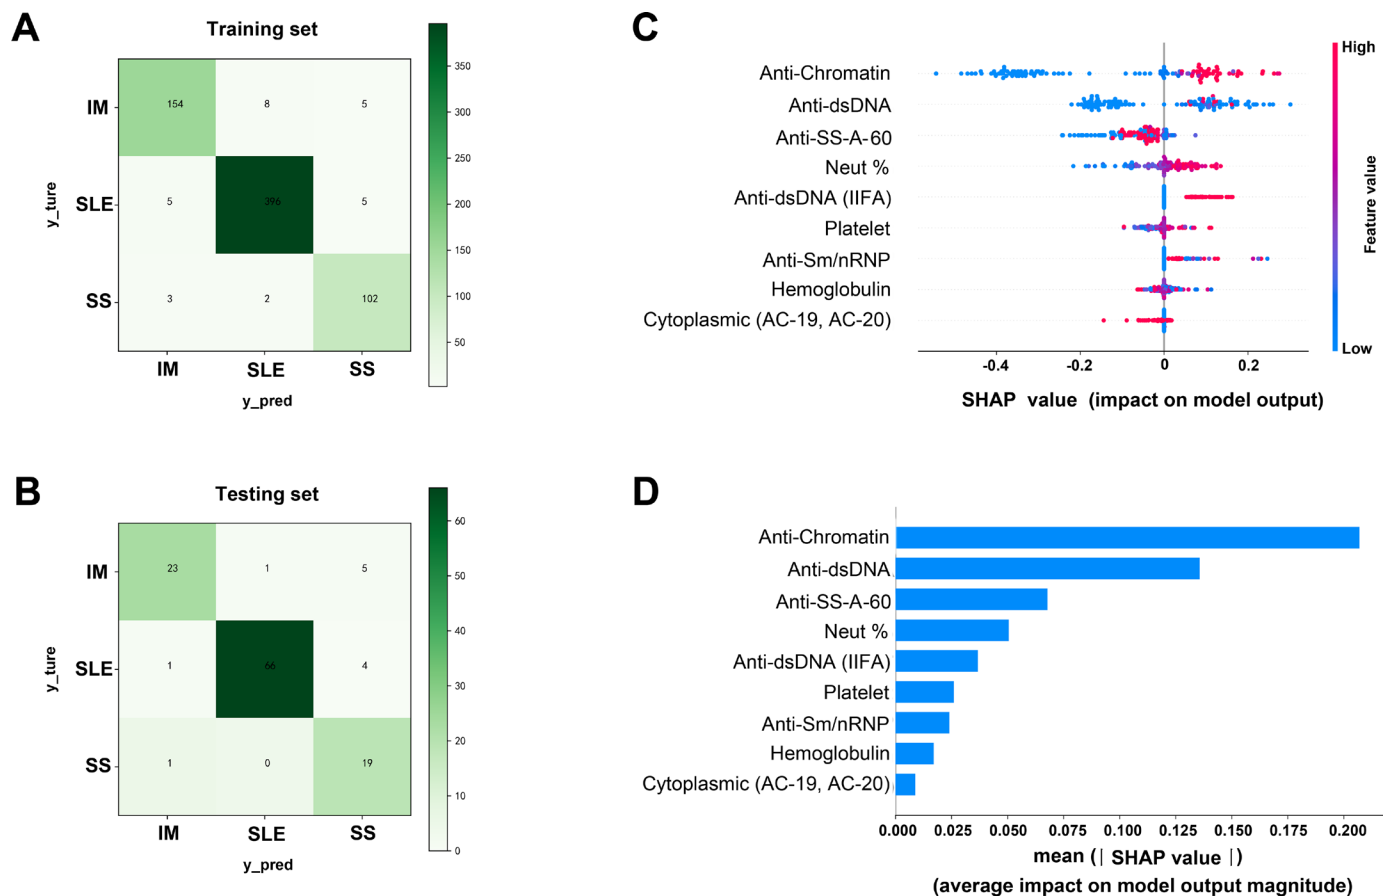 A
Training set
IM
SLE
SS
y_ture
154 8 5
5 396 5
3 2 102
IM SLE SS
y_pred
350
300
250
200
150
100
50
B
Testing set
IM
SLE
SS
y_ture
23 1 5
1 66 4
1 0 19
IM SLE SS
y_pred
60
50
40
30
20
10
0
C
Anti-Chromatin
Anti-dsDNA
Anti-SS-A-60
Neut %
Anti-dsDNA (IIFA)
Platelet
Anti-Sm/nRNP
Hemoglobulin
Cytoplasmic (AC-19, AC-20)
-0.4 -0.2 0 0.2
SHAP value (impact on model output)
High
Feature value
Low
D
Anti-Chromatin
Anti-dsDNA
Anti-SS-A-60
Neut %
Anti-dsDNA (IIFA)
Platelet
Anti-Sm/nRNP
Hemoglobulin
Cytoplasmic (AC-19, AC-20)
0.000 0.025 0.050 0.075 0.100 0.125 0.150 0.175 0.200
mean (| SHAP value |)
(average impact on model output magnitude)